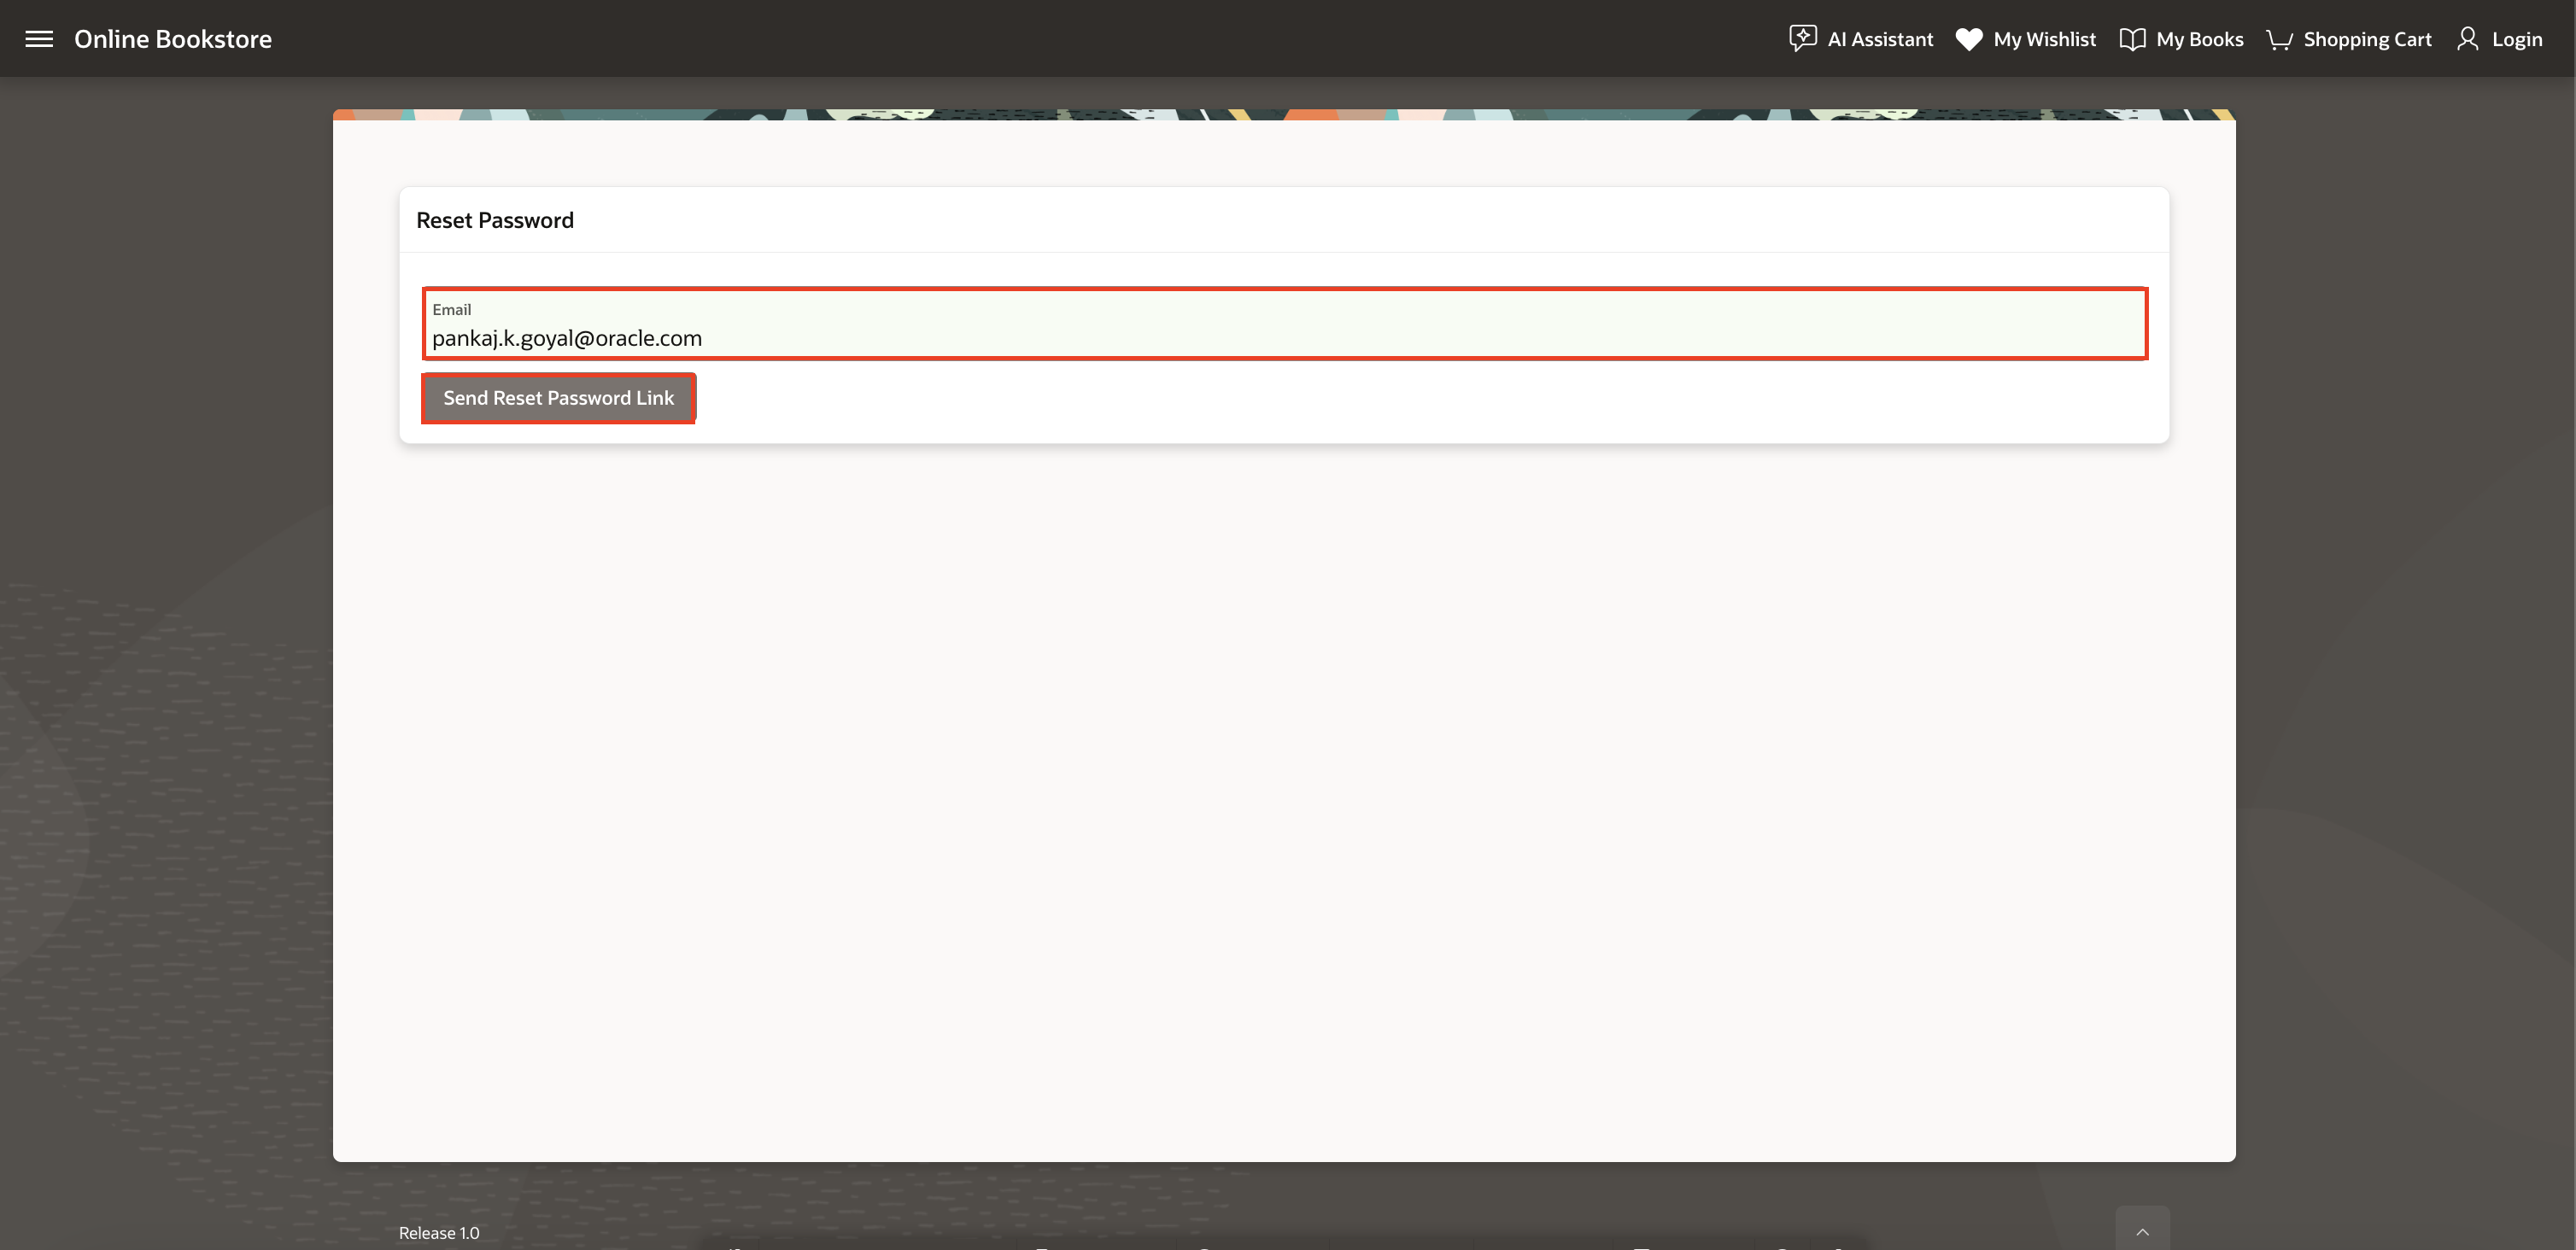 Online Bookstore
AI Assistant My Wishlist My Books Shopping Cart Login
Reset Password
Email
pankaj.k.goyal@oracle.com
Send Reset Password Link
Release 1.0